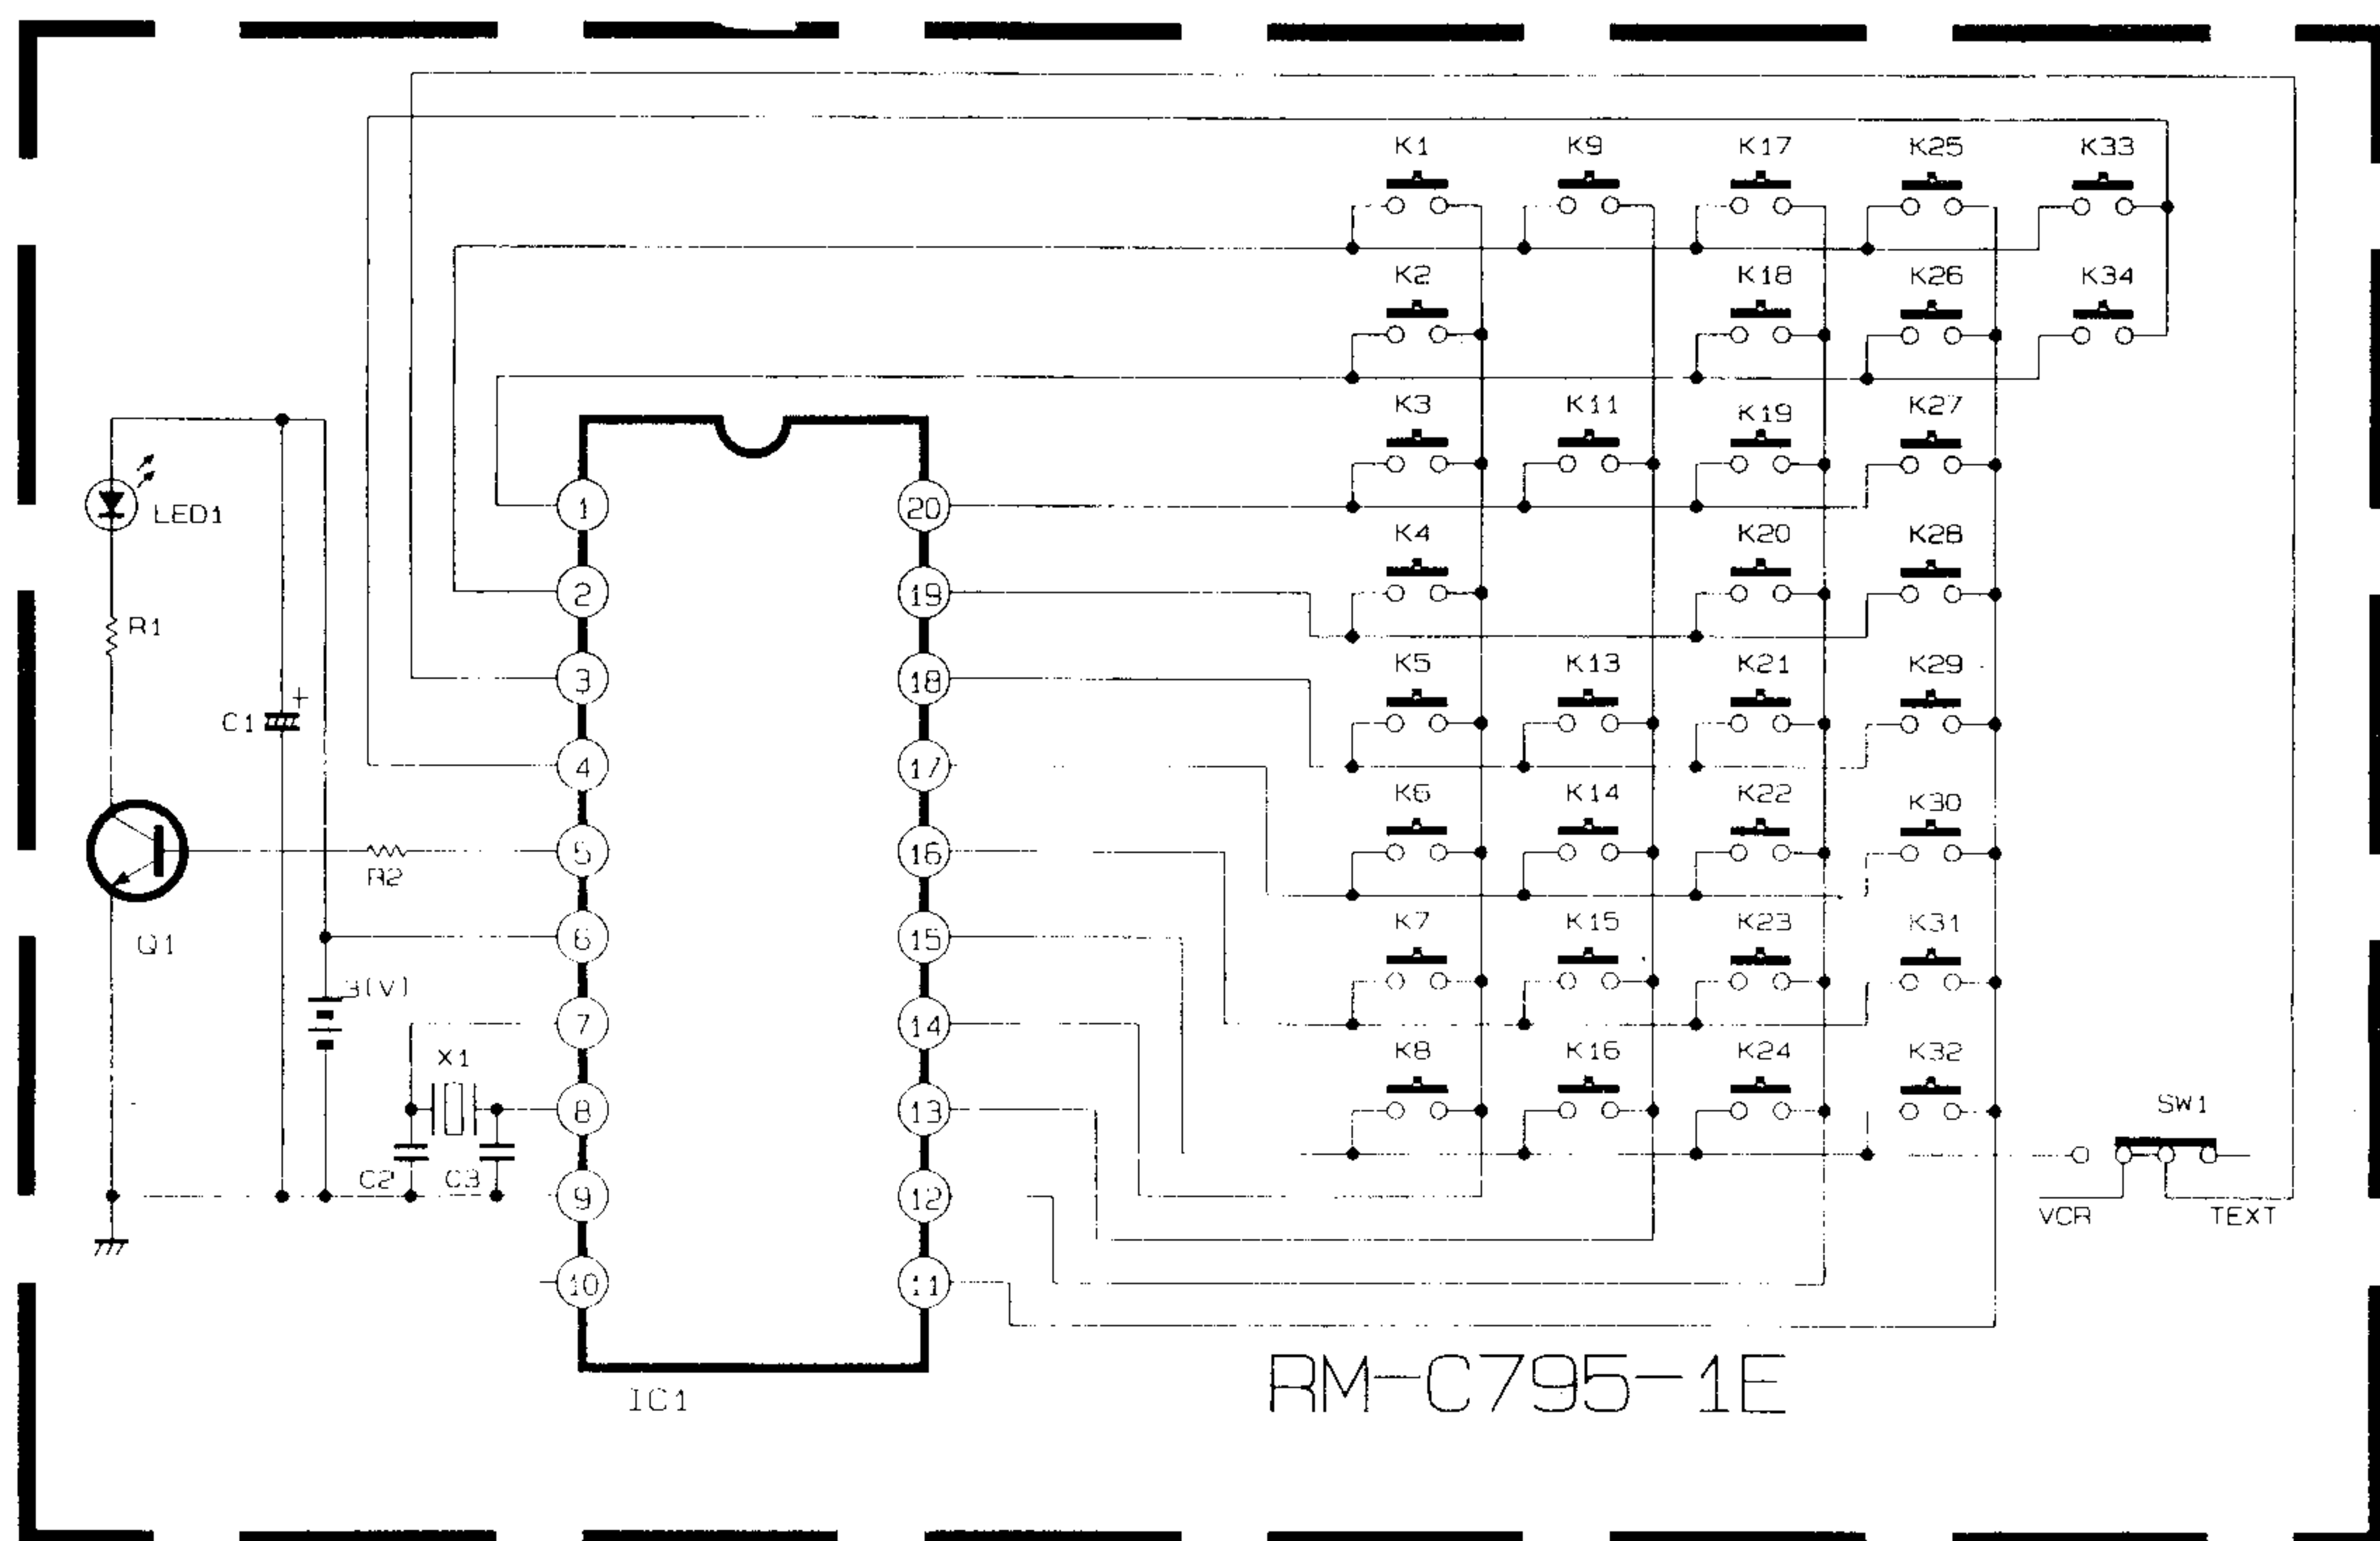 K1 K9 K17 K25 K33
K2 K18 K26 K34
K3 K11 K19 K27
LED1
1 20
K4 K20 K28
2 19
R1
K5 K13 K21 K29
3 18
+
C1
4 17
K6 K14 K22 K30
5 16
R2
K7 K15 K23 K31
6 15
Q1
3(V)
7 14
X1
K8 K16 K24 K32
8 13
SW1
C2 C3
9 12
VCR TEXT
10 11
RM-C795-1E
IC1